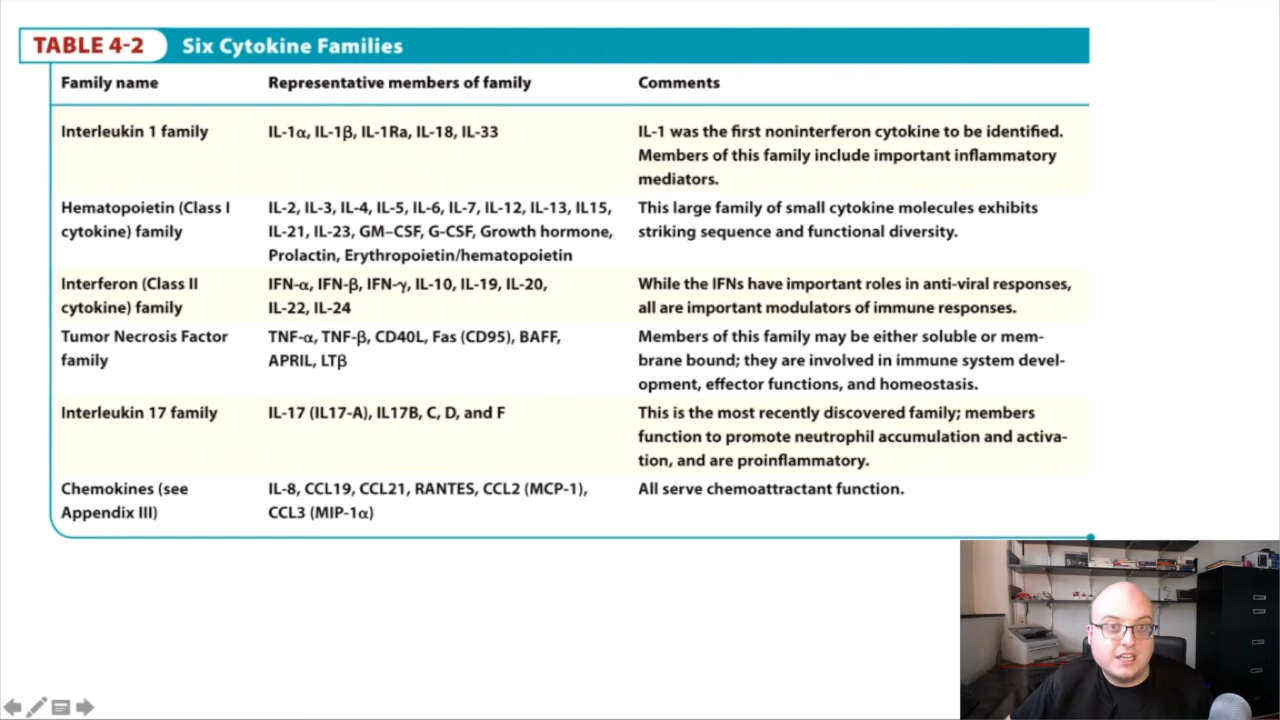 TABLE 4-2 Six Cytokine Families
Family name Representative members of family Comments
Interleukin 1 family IL-1α, IL-1β, IL-1Ra, IL-18, IL-33 IL-1 was the first noninterferon cytokine to be identified.
Members of this family include important inflammatory
mediators.
Hematopoietin (Class I IL-2, IL-3, IL-4, IL-5, IL-6, IL-7, IL-12, IL-13, IL15, This large family of small cytokine molecules exhibits
cytokine) family IL-21, IL-23, GM–CSF, G-CSF, Growth hormone, striking sequence and functional diversity.
Prolactin, Erythropoietin/hematopoietin
Interferon (Class II IFN-α, IFN-β, IFN-γ, IL-10, IL-19, IL-20, While the IFNs have important roles in anti-viral responses,
cytokine) family IL-22, IL-24 all are important modulators of immune responses.
Tumor Necrosis Factor TNF-α, TNF-β, CD40L, Fas (CD95), BAFF, Members of this family may be either soluble or mem-
family APRIL, LTβ brane bound; they are involved in immune system devel-
opment, effector functions, and homeostasis.
Interleukin 17 family IL-17 (IL17-A), IL17B, C, D, and F This is the most recently discovered family; members
function to promote neutrophil accumulation and activa-
tion, and are proinflammatory.
Chemokines (see IL-8, CCL19, CCL21, RANTES, CCL2 (MCP-1), All serve chemoattractant function.
Appendix III) CCL3 (MIP-1α)